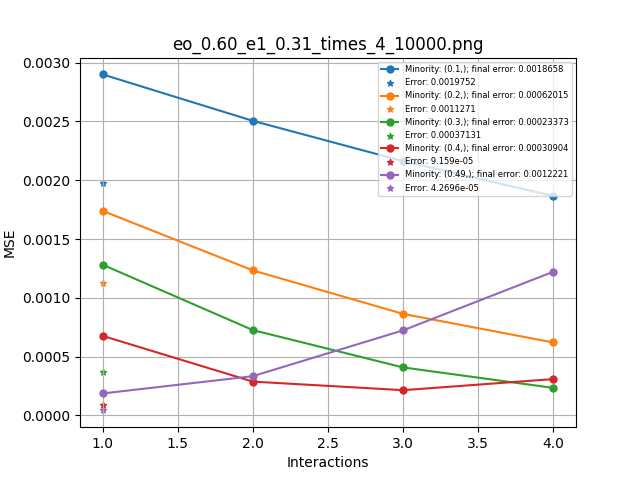 eo_0.60_e1_0.31_times_4_10000.png
0.0030
0.0025
0.0020
0.0015
0.0010
0.0005
0.0000
MSE
Minority: (0.1,); final error: 0.0018658
Error: 0.0019752
Minority: (0.2,); final error: 0.00062015
Error: 0.0011271
Minority: (0.3,); final error: 0.00023373
Error: 0.00037131
Minority: (0.4,); final error: 0.00030904
Error: 9.159e-05
Minority: (0.49,); final error: 0.0012221
Error: 4.2696e-05
1.0 1.5 2.0 2.5 3.0 3.5 4.0
Interactions